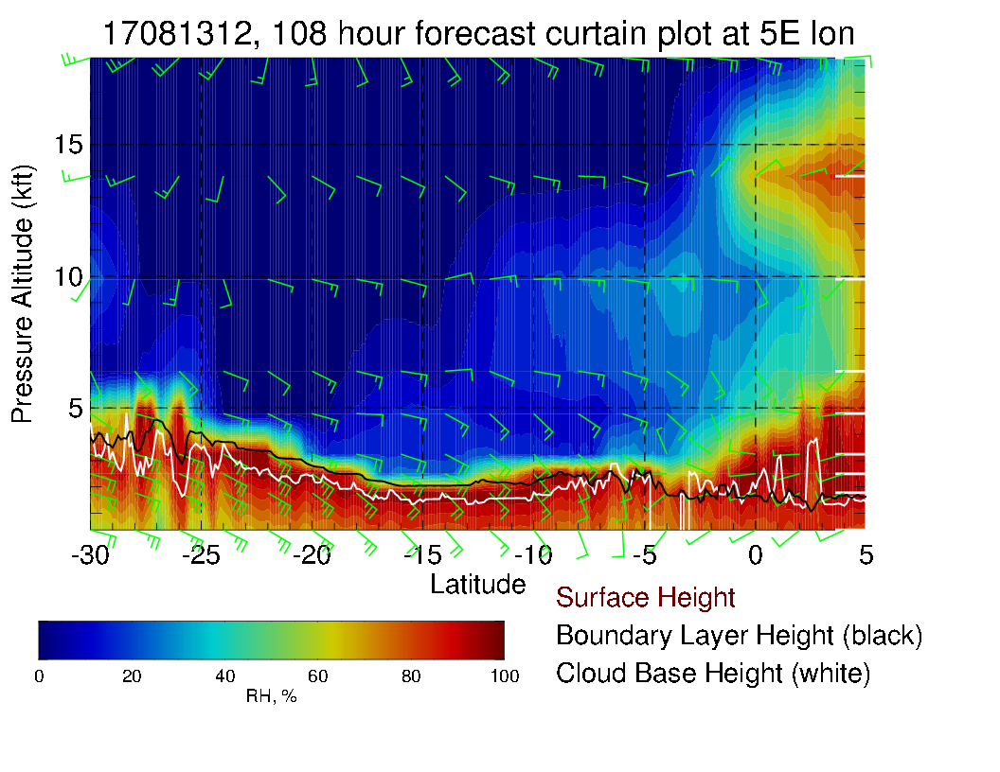 17081312, 108 hour forecast curtain plot at 5E lon
15
10
5
Pressure Altitude (kft)
-30 -25 -20 -15 -10 -5 0 5
Latitude
Surface Height
Boundary Layer Height (black)
Cloud Base Height (white)
0 20 40 60 80 100
RH, %